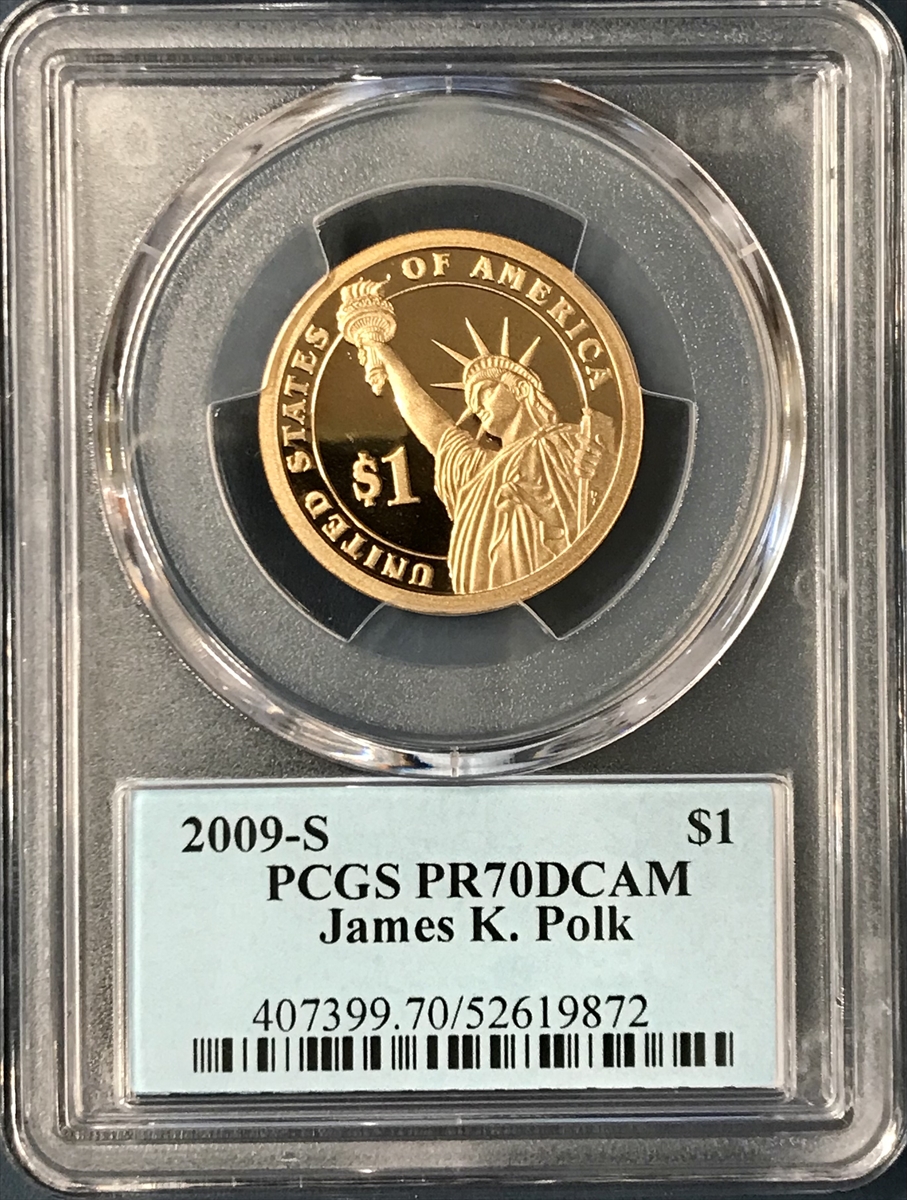 UNITED STATES OF AMERICA
$1
2009-S $1
PCGS PR70DCAM
James K. Polk
407399.70/52619872